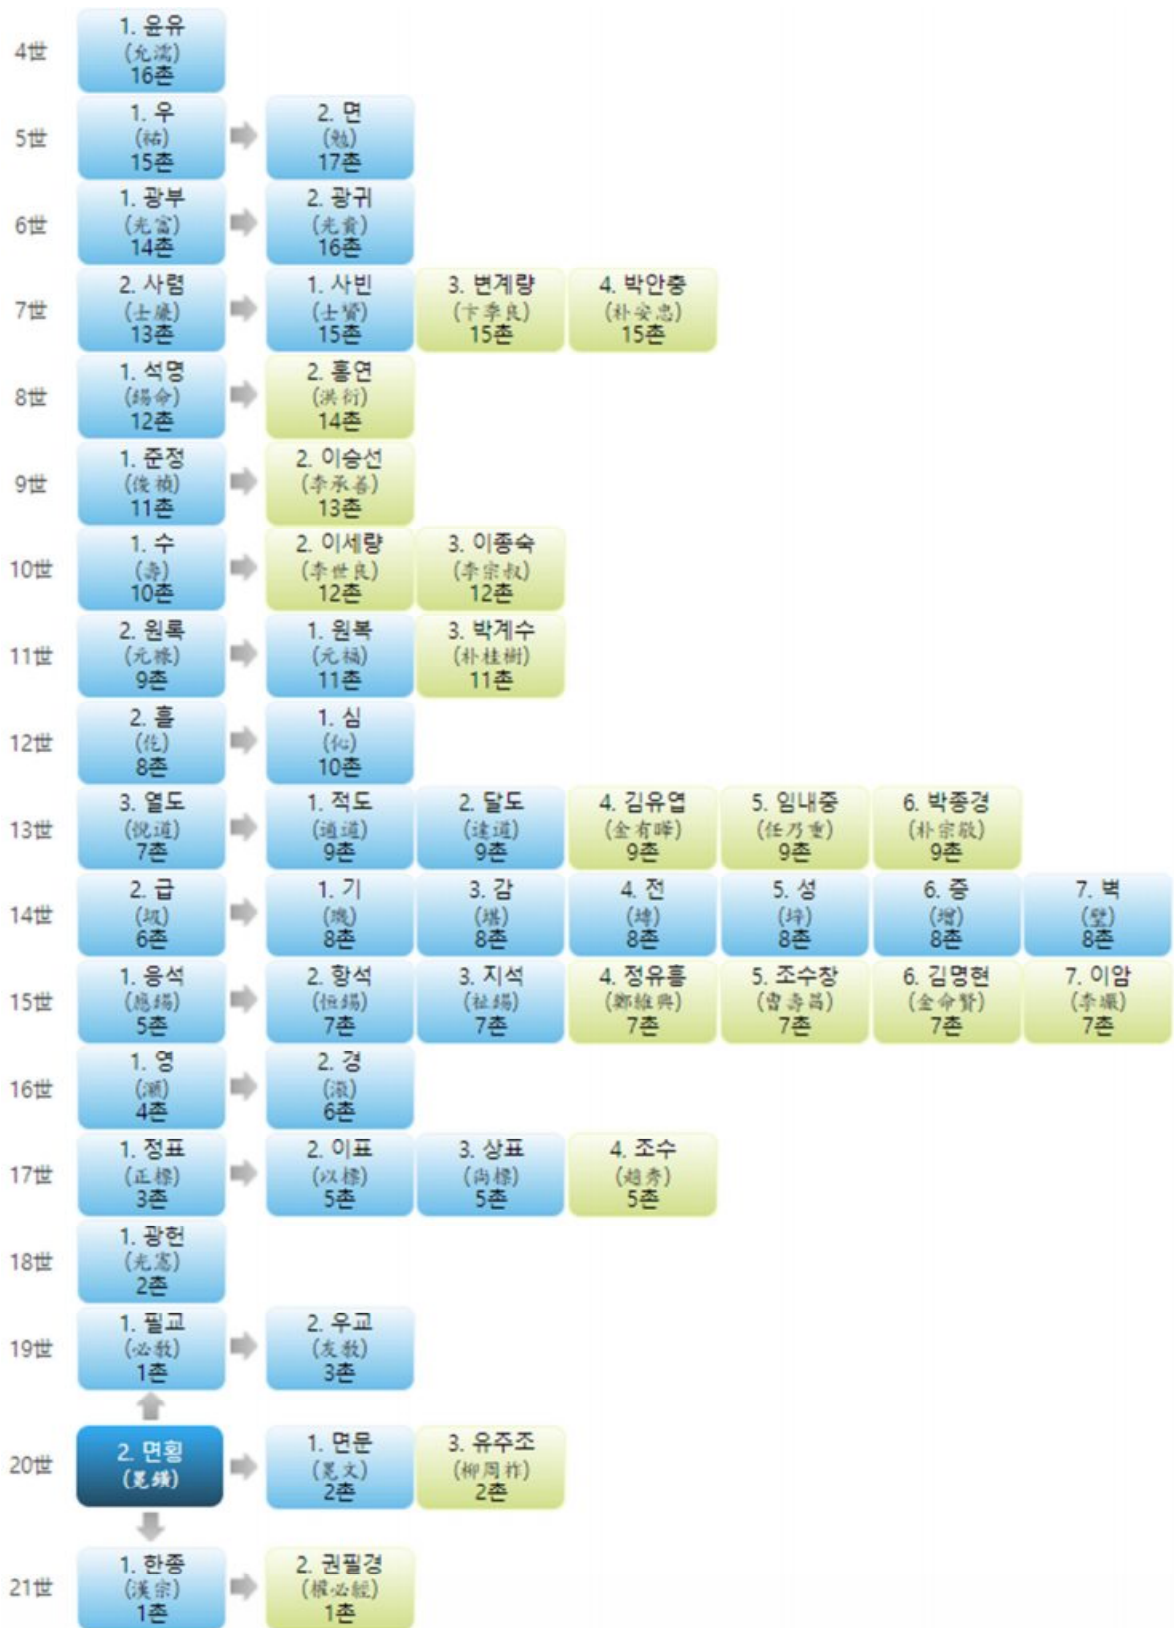 4世
1. 윤유
(允濡)
16촌
5世
1. 우
(祐)
15촌
2. 면
(勉)
17촌
6世
1. 광부
(光富)
14촌
2. 광귀
(光貴)
16촌
7世
2. 사렴
(士廉)
13촌
1. 사빈
(士贇)
15촌
3. 변계량
(卞季良)
15촌
4. 박안충
(朴安忠)
15촌
8世
1. 석명
(錫命)
12촌
2. 홍연
(洪衍)
14촌
9世
1. 준정
(俊禎)
11촌
2. 이승선
(李承善)
13촌
10世
1. 수
(壽)
10촌
2. 이세량
(李世良)
12촌
3. 이종숙
(李宗叔)
12촌
11世
2. 원록
(元祿)
9촌
1. 원복
(元福)
11촌
3. 박계수
(朴桂樹)
11촌
12世
2. 흘
(仡)
8촌
1. 심
(伈)
10촌
13世
3. 열도
(悅道)
7촌
1. 적도
(適道)
9촌
2. 달도
(達道)
9촌
4. 김유엽
(金有曄)
9촌
5. 임내중
(任乃重)
9촌
6. 박종경
(朴宗敬)
9촌
14世
2. 급
(圾)
6촌
1. 기
8촌
3. 감
(堪)
8촌
4. 전
8촌
5. 성
8촌
6. 증
(增)
8촌
7. 벽
(壁)
8촌
15世
1. 응석
(應錫)
5촌
2. 항석
(恒錫)
7촌
3. 지석
(祉錫)
7촌
4. 정유흥
(鄭維興)
7촌
5. 조수창
(曺壽昌)
7촌
6. 김명현
(金命賢)
7촌
7. 이암
7촌
16世
1. 영
4촌
2. 경
6촌
17世
1. 정표
(正標)
3촌
2. 이표
(以標)
5촌
3. 상표
(尙標)
5촌
4. 조수
(趙秀)
5촌
18世
1. 광헌
(光憲)
2촌
19世
1. 필교
(必敎)
1촌
2. 우교
(友敎)
3촌
20世
2. 면횡
(冕鑛)
1. 면문
(冕文)
2촌
3. 유주조
(柳周祚)
2촌
21世
1. 한종
(漢宗)
1촌
2. 권필경
(權必經)
1촌